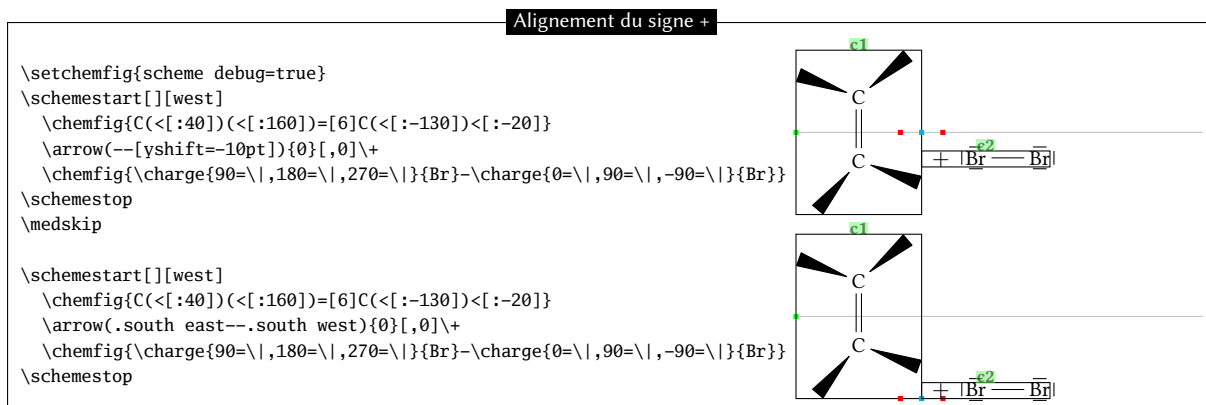 Alignement du signe +
\setchemfig{scheme debug=true}
\schemestart[][west]
\chemfig{C(<[:40])(<[:160])=[6]C(<[:-130])<[:-20]}
\arrow(--[yshift=-10pt]){0}[,0]\+
\chemfig{\charge{90=\|,180=\|,270=\|}{Br}-\charge{0=\|,90=\|,-90=\|}{Br}}
\schemestop
\medskip
\schemestart[][west]
\chemfig{C(<[:40])(<[:160])=[6]C(<[:-130])<[:-20]}
\arrow(.south east--.south west){0}[,0]\+
\chemfig{\charge{90=\|,180=\|,270=\|}{Br}-\charge{0=\|,90=\|,-90=\|}{Br}}
\schemestop
c1
C
C
c2
+ Br Br
c1
C
C
c2
+ Br Br